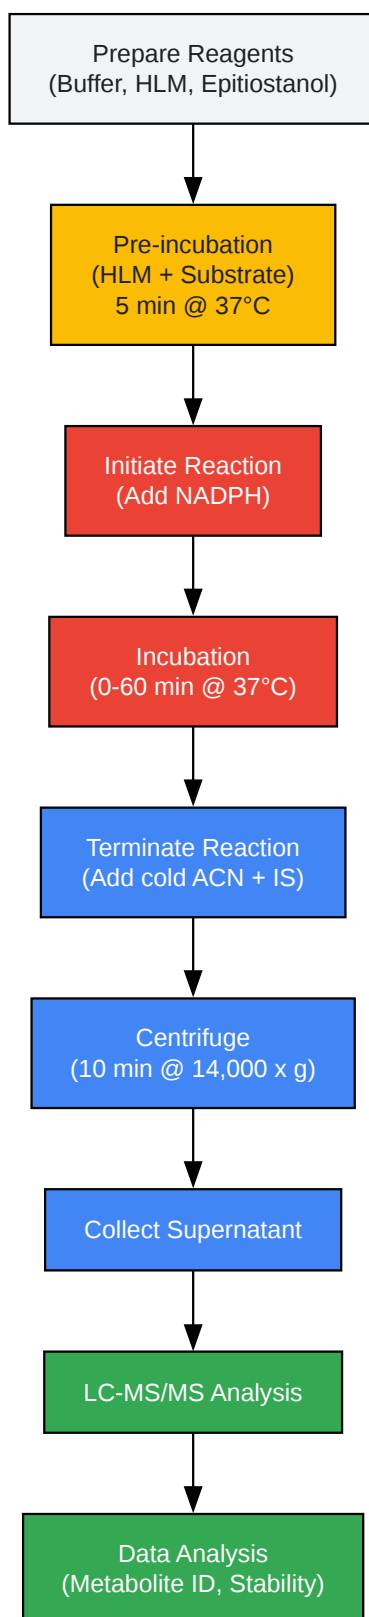 Prepare Reagents
(Buffer, HLM, Epitiostanol)
Pre-incubation
(HLM + Substrate)
5 min @ 37°C
Initiate Reaction
(Add NADPH)
Incubation
(0-60 min @ 37°C)
Terminate Reaction
(Add cold ACN + IS)
Centrifuge
(10 min @ 14,000 x g)
Collect Supernatant
LC-MS/MS Analysis
Data Analysis
(Metabolite ID, Stability)